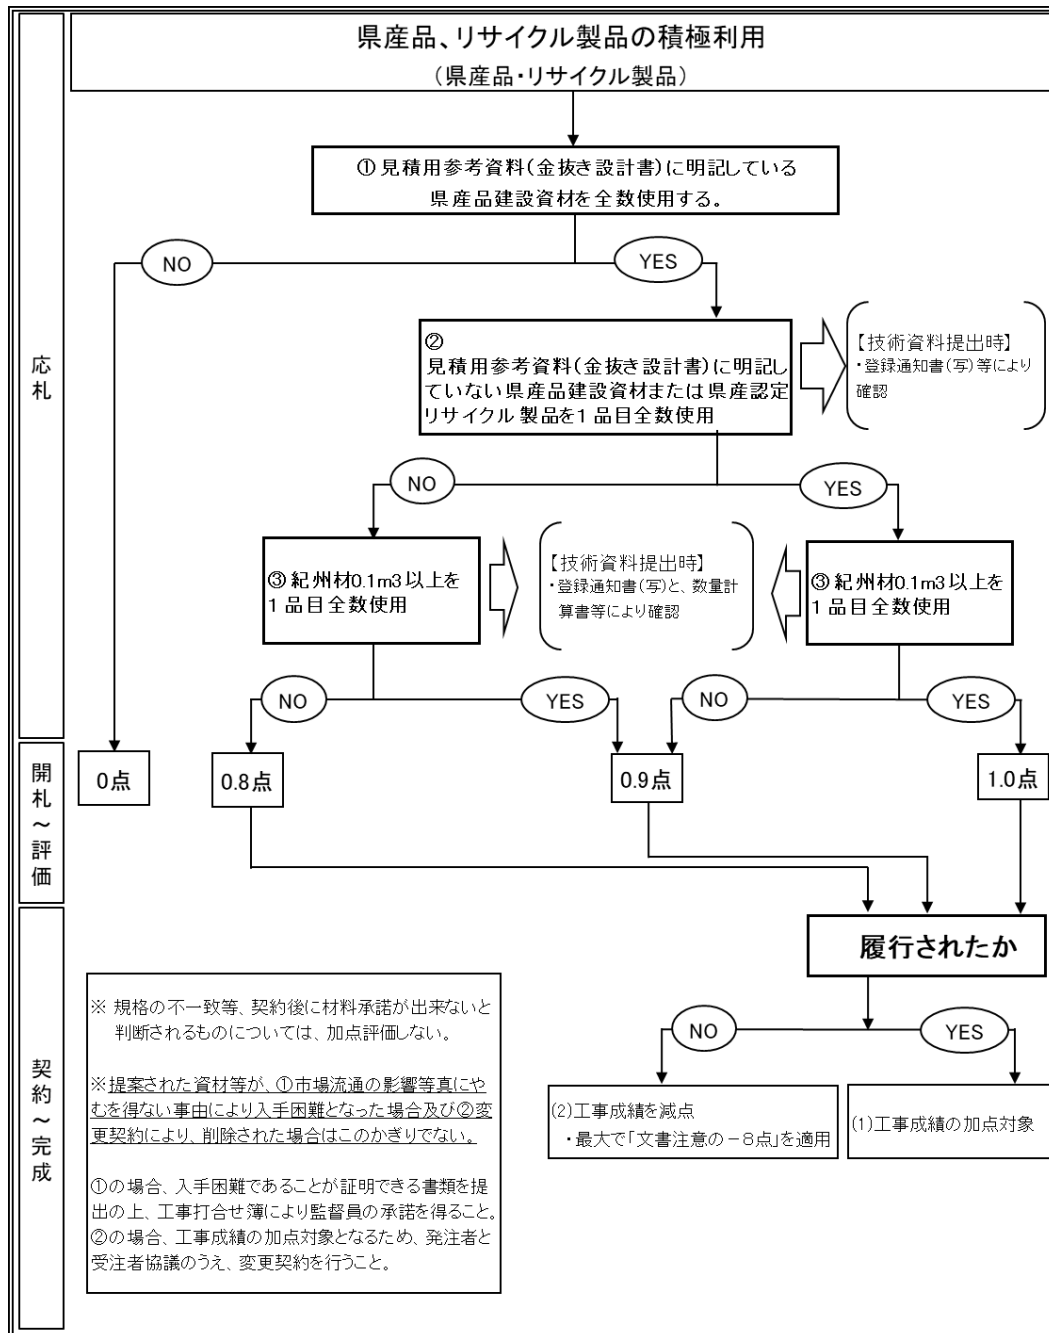 県産品、リサイクル製品の積極利用
（県産品・リサイクル製品）
応札
①見積用参考資料（金抜き設計書）に明記している
県産品建設資材を全数使用する。
NO
YES
②
見積用参考資料（金抜き設計書）に明記し
ていない県産品建設資材または県産認定
リサイクル製品を1品目全数使用
【技術資料提出時】
・登録通知書（写）等により
確認
NO
YES
③紀州材0.1m3以上を
1品目全数使用
【技術資料提出時】
・登録通知書（写）と、数量計
算書等により確認
③紀州材0.1m3以上を
1品目全数使用
NO
YES
NO
YES
開札～評価
0点
0.8点
0.9点
1.0点
契約～完成
履行されたか
NO
YES
(2)工事成績を減点
・最大で「文書注意の－8点」を適用
(1)工事成績の加点対象
※ 規格の不一致等、契約後に材料承諾が出来ないと
判断されるものについては、加点評価しない。
※提案された資材等が、①市場流通の影響等真にや
むを得ない事由により入手困難となった場合及び②変
更契約により、削除された場合はこのかぎりでない。
①の場合、入手困難であることが証明できる書類を提
出の上、工事打合せ簿により監督員の承諾を得ること。
②の場合、工事成績の加点対象となるため、発注者と
受注者協議のうえ、変更契約を行うこと。